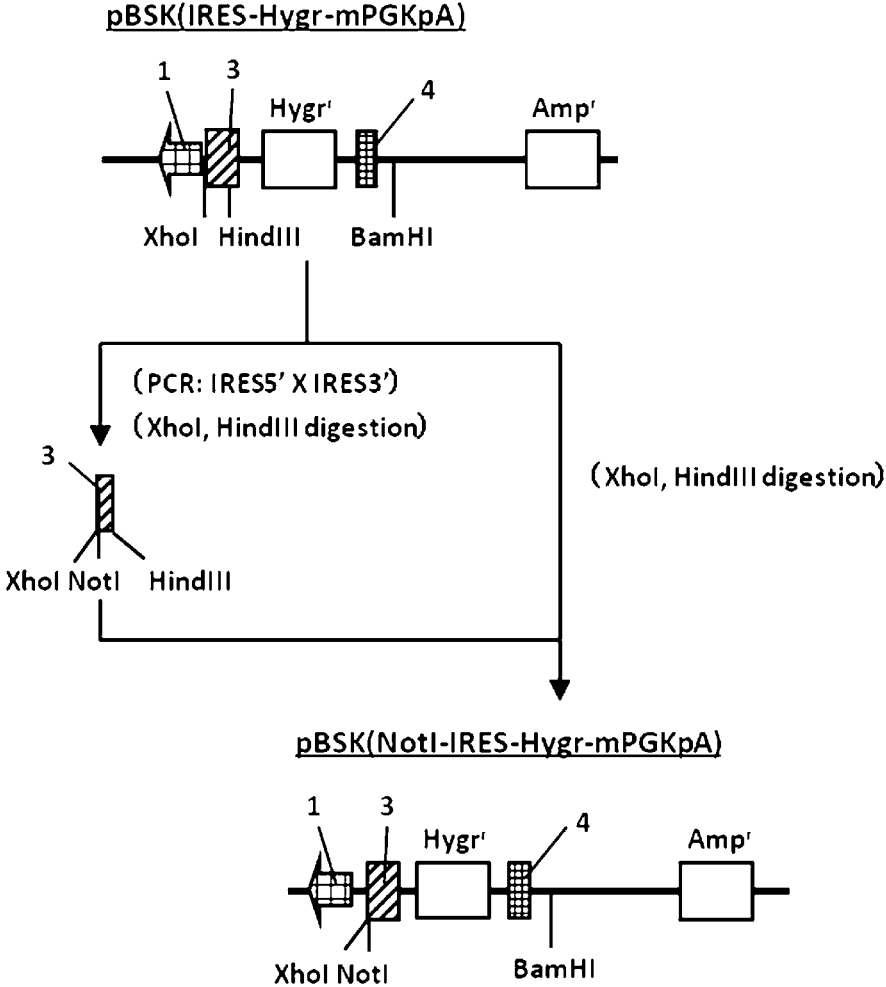 pBSK(IRES-Hygr-mPGKpA)
1 3 Hygrʳ 4 Ampʳ
XhoI HindIII BamHI
(PCR: IRES5' X IRES3')
(XhoI, HindIII digestion)
3
(XhoI, HindIII digestion)
XhoI NotI HindIII
pBSK(NotI-IRES-Hygr-mPGKpA)
1 3 Hygrʳ 4 Ampʳ
XhoI NotI BamHI